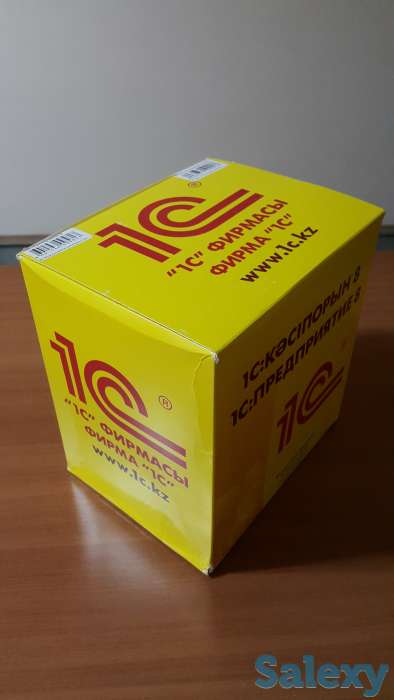 1С®
"1С" ФИРМАСЫ
ФИРМА "1С"
www.1c.kz
1С®
"1С" ФИРМАСЫ
ФИРМА "1С"
www.1c.kz
1С:КӘСІПОРЫН 8
1С:ПРЕДПРИЯТИЕ 8
1С
Salexy